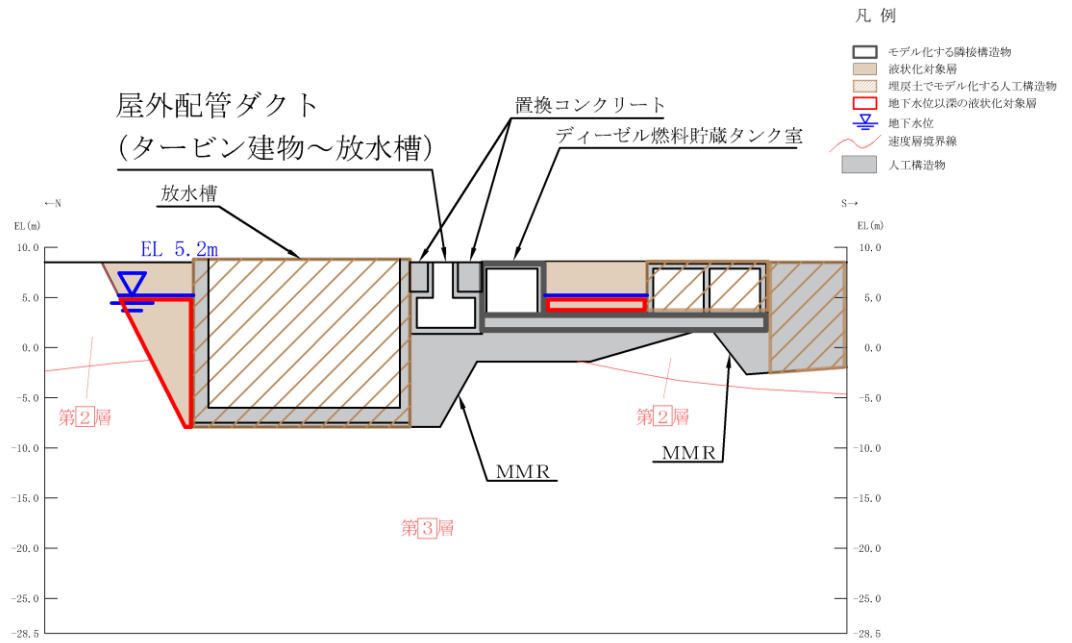 凡 例
モデル化する隣接構造物
液状化対象層
埋戻土でモデル化する人工構造物
地下水位以深の液状化対象層
地下水位
速度層境界線
人工構造物
屋外配管ダクト
(タービン建物~放水槽)
置換コンクリート
ディーゼル燃料貯蔵タンク室
放水槽
←N
S→
EL(m)
EL(m)
EL 5.2m
10.0
5.0
0.0
-5.0
-10.0
-15.0
-20.0
-25.0
-28.5
10.0
5.0
0.0
-5.0
-10.0
-15.0
-20.0
-25.0
-28.5
第2層
第2層
MMR
MMR
第3層